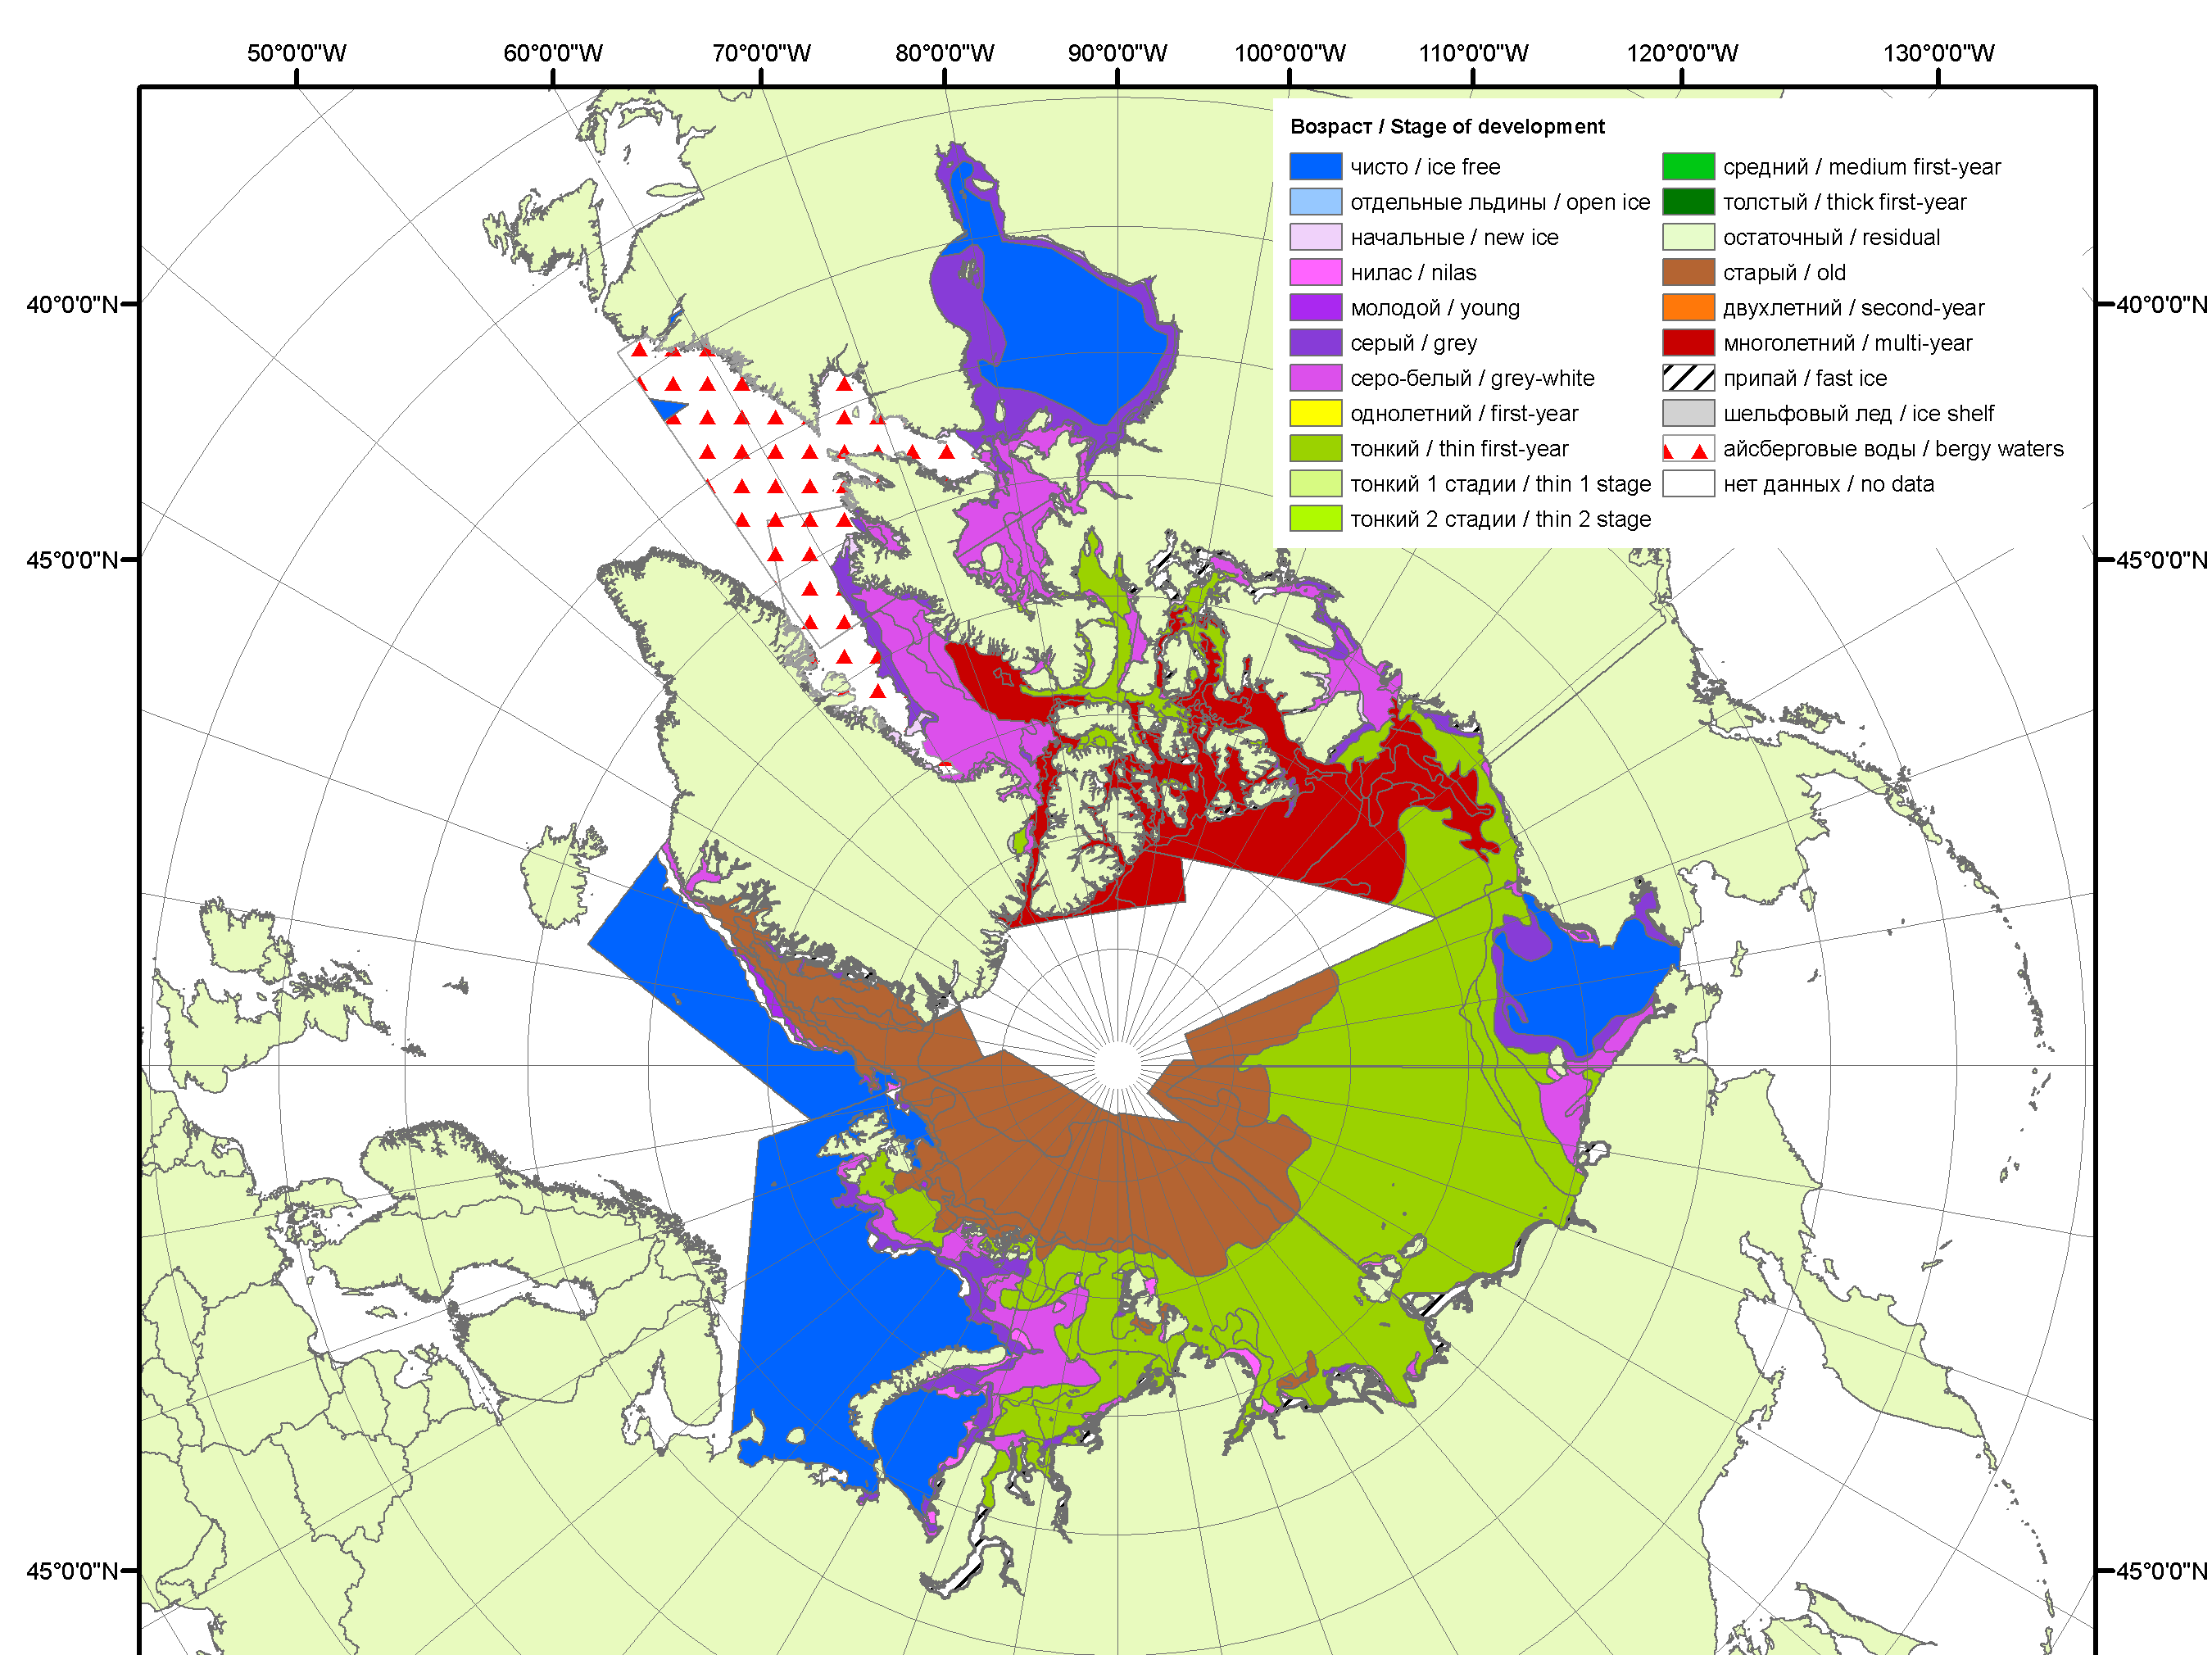 50°0'0"W 60°0'0"W 70°0'0"W 80°0'0"W 90°0'0"W 100°0'0"W 110°0'0"W 120°0'0"W 130°0'0"W
Возраст / Stage of development
чисто / ice free
отдельные льдины / open ice
начальные / new ice
нилас / nilas
молодой / young
серый / grey
серо-белый / grey-white
однолетний / first-year
тонкий / thin first-year
тонкий 1 стадии / thin 1 stage
тонкий 2 стадии / thin 2 stage
средний / medium first-year
толстый / thick first-year
остаточный / residual
старый / old
двухлетний / second-year
многолетний / multi-year
припай / fast ice
шельфовый лед / ice shelf
айсберговые воды / bergy waters
нет данных / no data
40°0'0"N 40°0'0"N
45°0'0"N 45°0'0"N
45°0'0"N 45°0'0"N